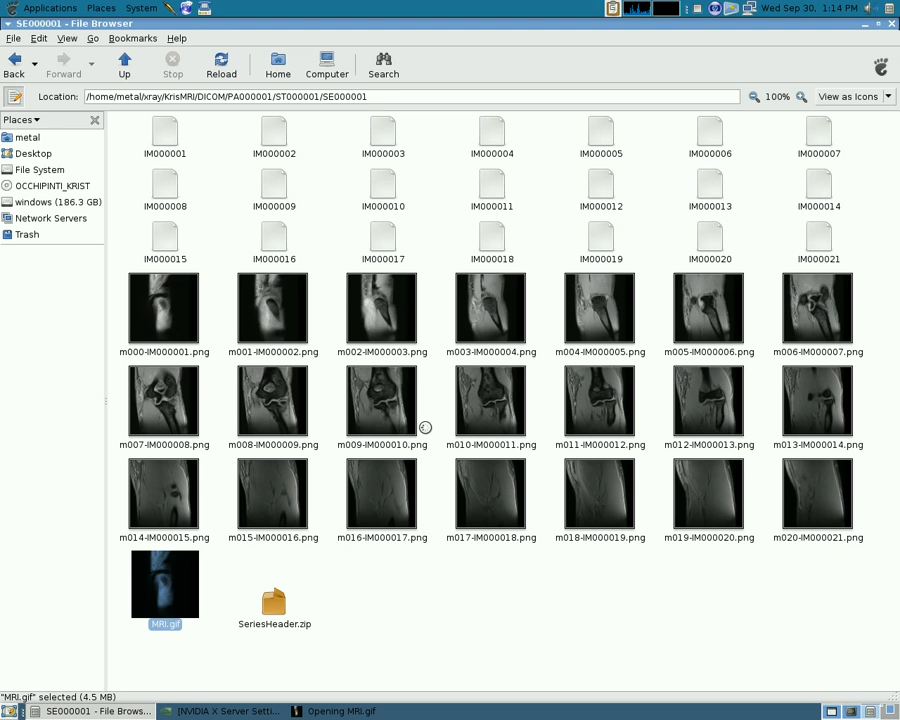 Applications Places System Wed Sep 30, 1:14 PM
SE000001 - File Browser
File Edit View Go Bookmarks Help
Back Forward Up Stop Reload Home Computer Search
Location: /home/metal/xray/KrisMRI/DICOM/PA000001/ST000001/SE000001 100% View as Icons
Places
metal
Desktop
File System
OCCHIPINTI_KRIST
windows (186.3 GB)
Network Servers
Trash
IM000001 IM000002 IM000003 IM000004 IM000005 IM000006 IM000007
IM000008 IM000009 IM000010 IM000011 IM000012 IM000013 IM000014
IM000015 IM000016 IM000017 IM000018 IM000019 IM000020 IM000021
m000-IM000001.png m001-IM000002.png m002-IM000003.png m003-IM000004.png m004-IM000005.png m005-IM000006.png m006-IM000007.png
m007-IM000008.png m008-IM000009.png m009-IM000010.png m010-IM000011.png m011-IM000012.png m012-IM000013.png m013-IM000014.png
m014-IM000015.png m015-IM000016.png m016-IM000017.png m017-IM000018.png m018-IM000019.png m019-IM000020.png m020-IM000021.png
MRI.gif SeriesHeader.zip
"MRI.gif" selected (4.5 MB)
SE000001 - File Brows... [NVIDIA X Server Setti... Opening MRI.gif